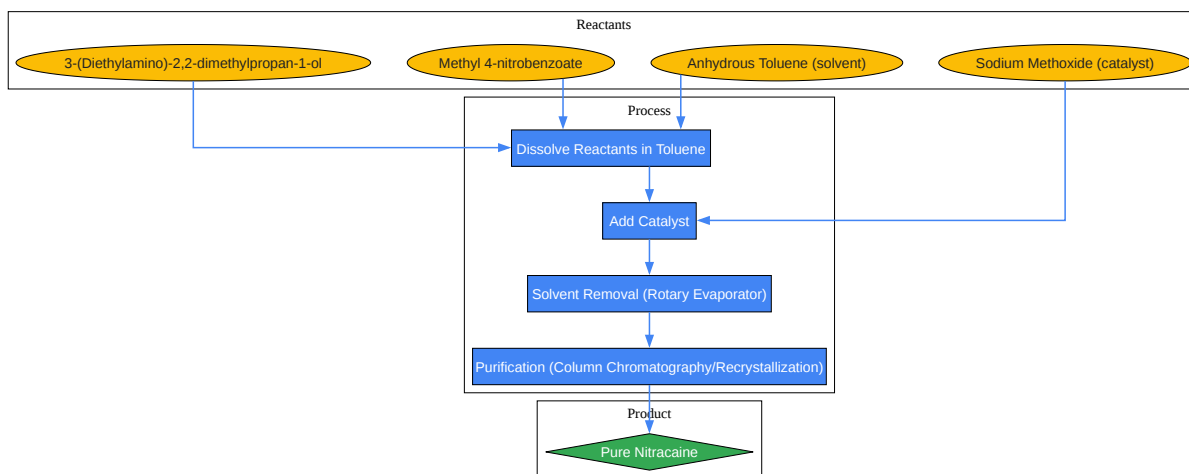 Reactants
3-(Diethylamino)-2,2-dimethylpropan-1-ol
Methyl 4-nitrobenzoate
Anhydrous Toluene (solvent)
Sodium Methoxide (catalyst)
Process
Dissolve Reactants in Toluene
Add Catalyst
Solvent Removal (Rotary Evaporator)
Purification (Column Chromatography/Recrystallization)
Product
Pure Nitracaine